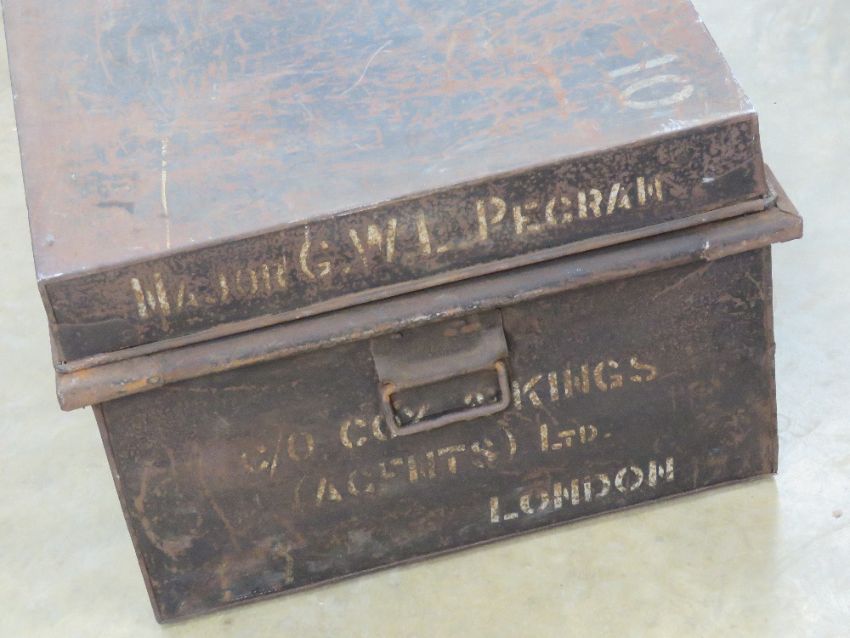 10
MAJOR G.W.L. PEGRAM
C/O COX & KINGS
(AGENTS) LTD.
LONDON